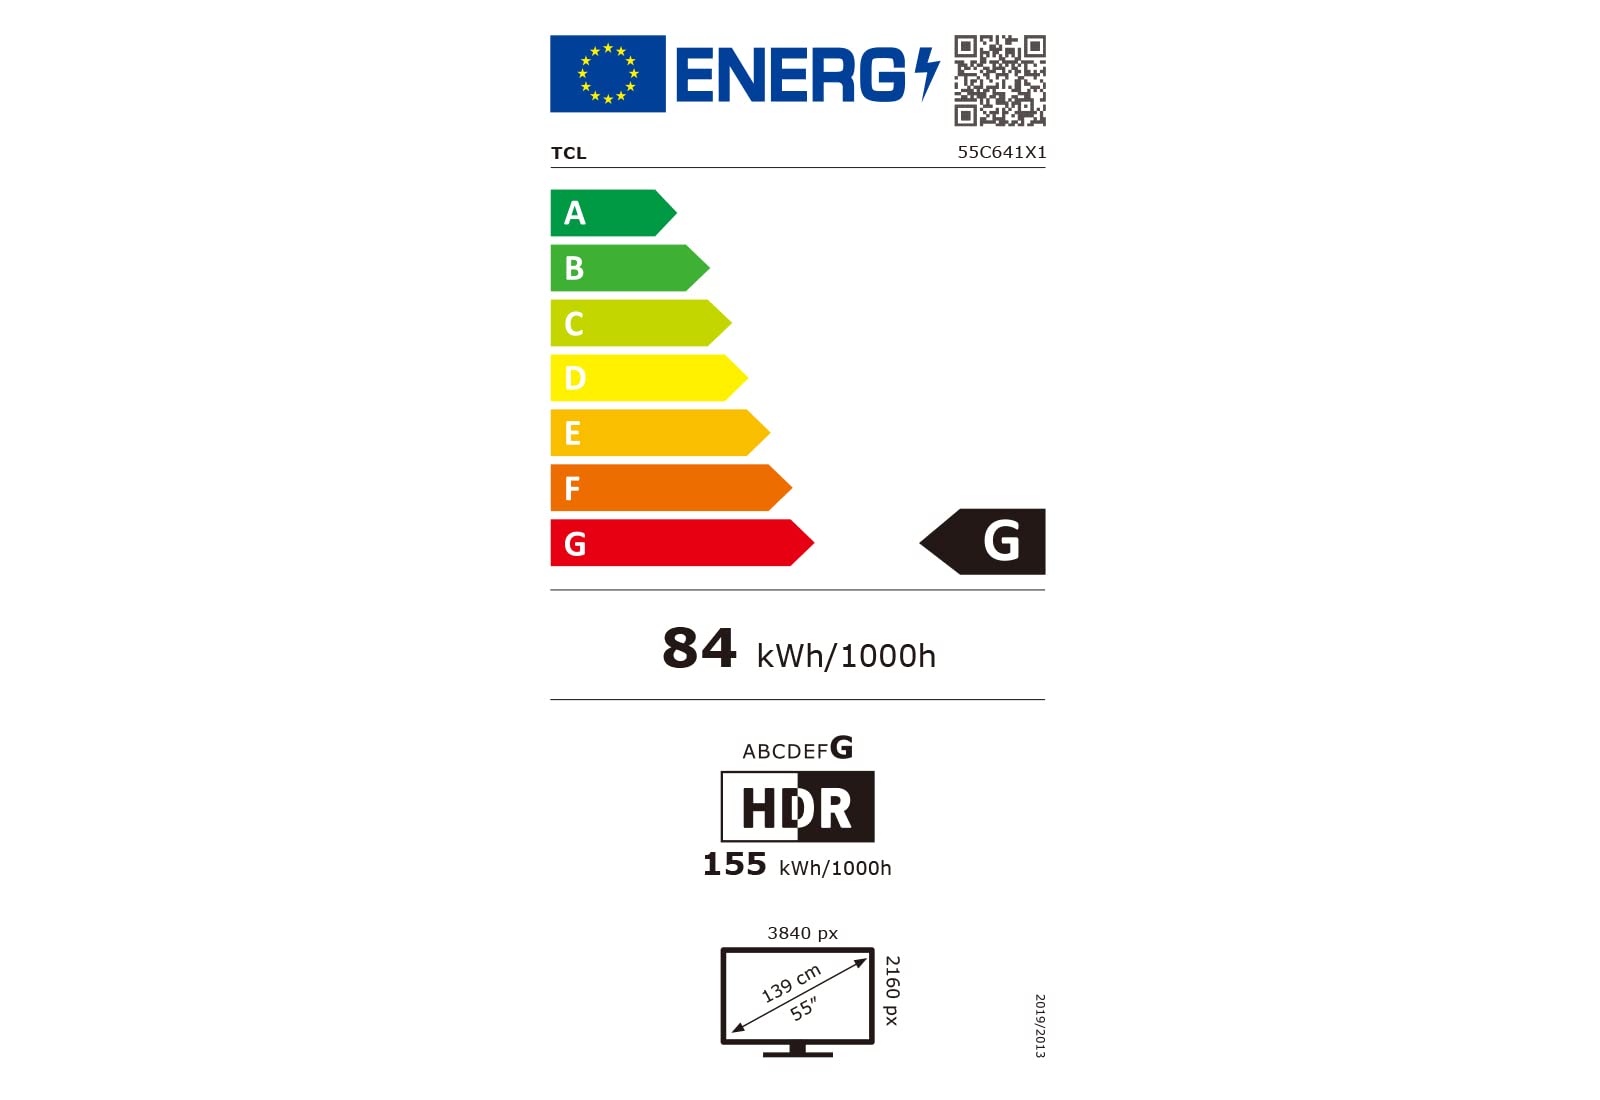 ENERG
TCL
55C641X1
A
B
C
D
E
F
G
G
84 kWh/1000h
ABCDEFG
HDR
155 kWh/1000h
3840 px
139 cm
55"
2160 px
2019/2013